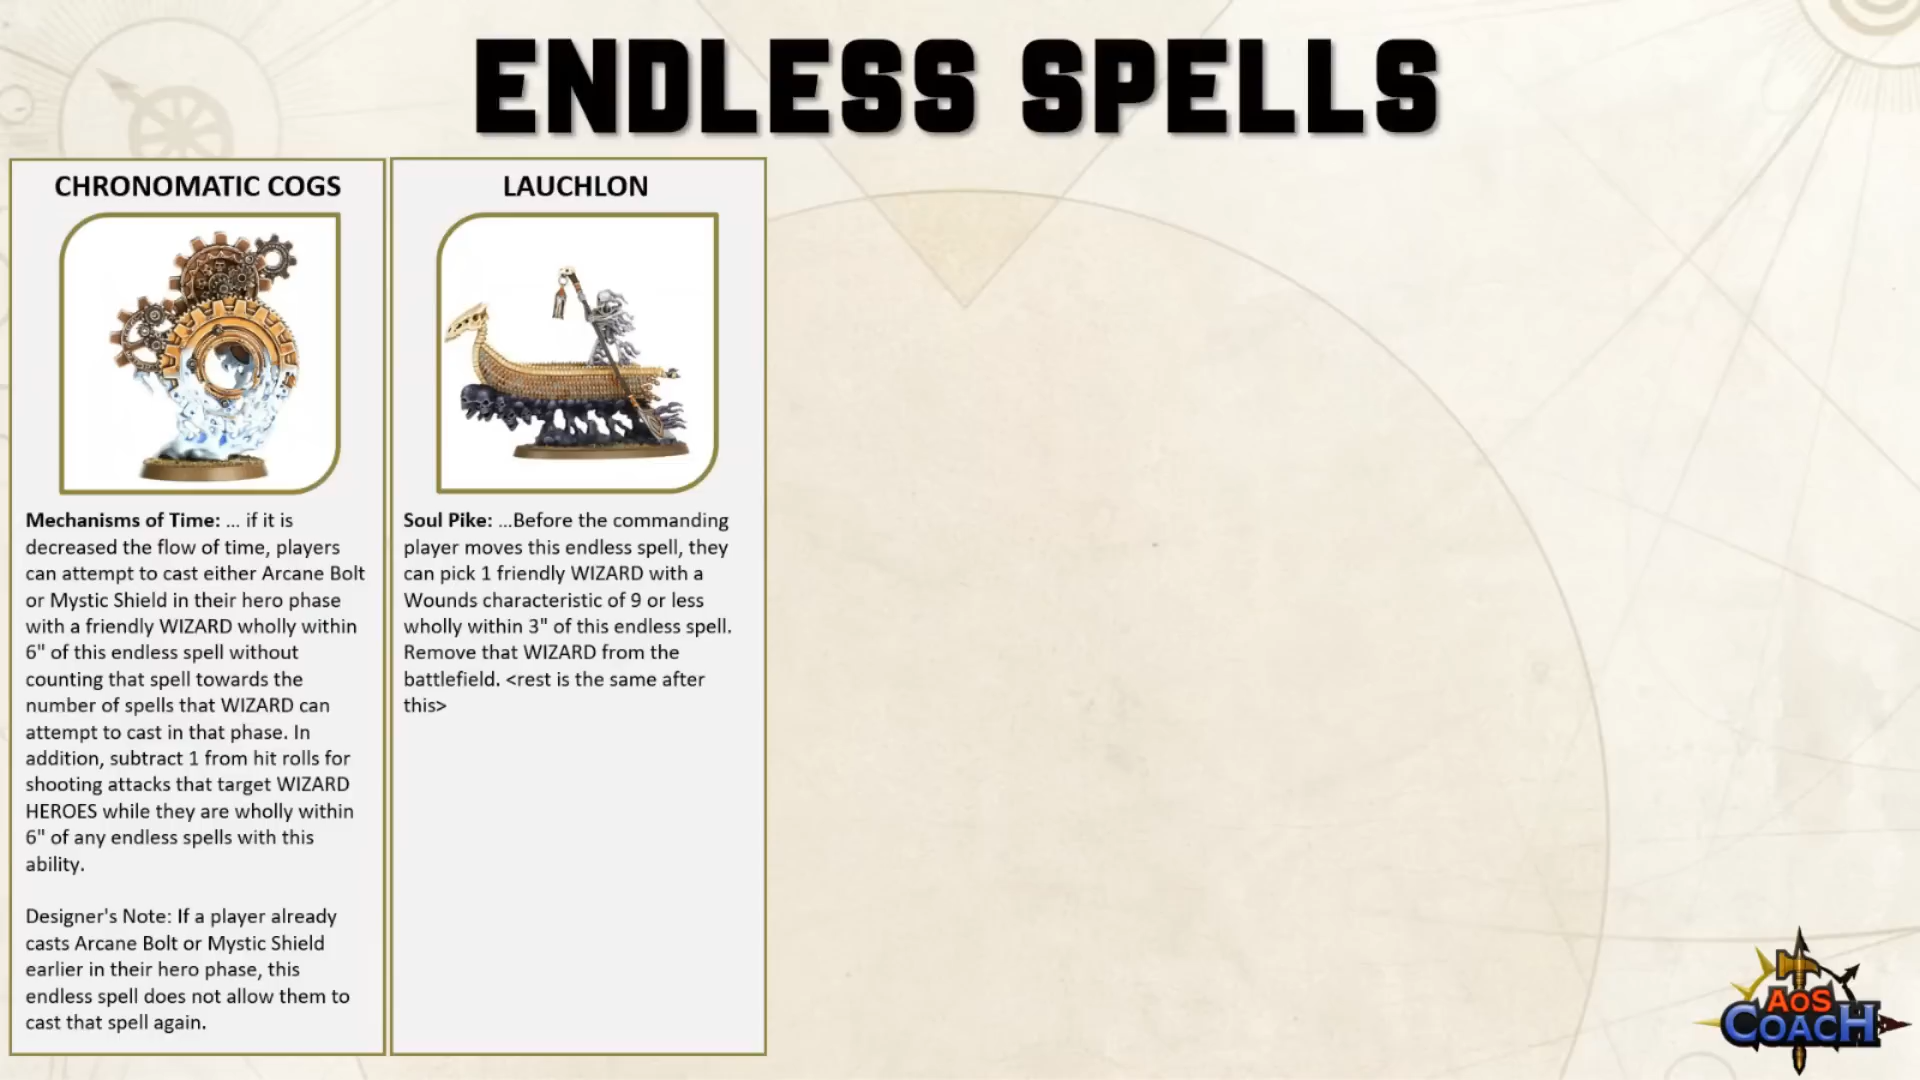 ENDLESS SPELLS
CHRONOMATIC COGS
Mechanisms of Time: ... if it is
decreased the flow of time, players
can attempt to cast either Arcane Bolt
or Mystic Shield in their hero phase
with a friendly WIZARD wholly within
6" of this endless spell without
counting that spell towards the
number of spells that WIZARD can
attempt to cast in that phase. In
addition, subtract 1 from hit rolls for
shooting attacks that target WIZARD
HEROES while they are wholly within
6" of any endless spells with this
ability.
Designer's Note: If a player already
casts Arcane Bolt or Mystic Shield
earlier in their hero phase, this
endless spell does not allow them to
cast that spell again.
LAUCHLON
Soul Pike: ...Before the commanding
player moves this endless spell, they
can pick 1 friendly WIZARD with a
Wounds characteristic of 9 or less
wholly within 3" of this endless spell.
Remove that WIZARD from the
battlefield. <rest is the same after
this>
AoS
COACH